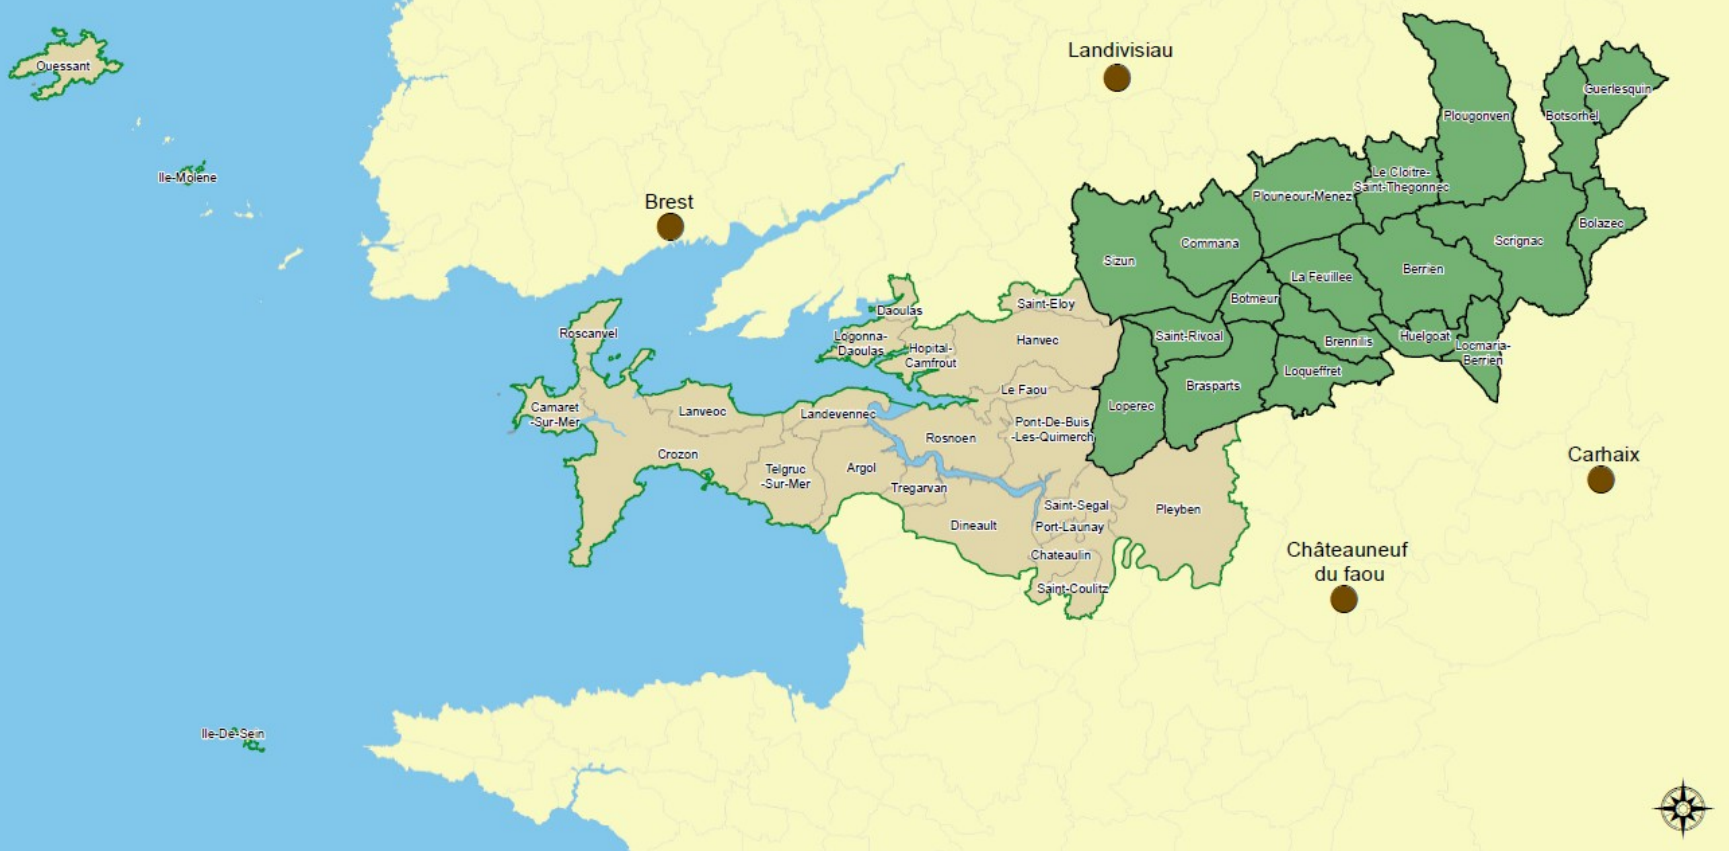 Landivisiau
Ouessant
Guerlesquin
Plougonven
Botsorhel
Ile-Molene
Le Cloitre-
Saint-Thegonnec
Plouneour-Menez
Brest
Bolazec
Scrignac
Commana
Sizun
Berrien
La Feuillee
Botmeur
Saint-Eloy
Daoulas
Roscanvel
Logonna-
Daoulas
Hopital-
Camfrout
Hanvec
Saint-Rivoal
Huelgoat
Brennilis
Locmaria-
Berrien
Loqueffret
Brasparts
Le Faou
Loperec
Camaret
-Sur-Mer
Lanveoc
Landevennec
Pont-De-Buis
-Les-Quimerch
Rosnoen
Crozon
Telgruc
-Sur-Mer
Argol
Carhaix
Tregarvan
Saint-Segal
Pleyben
Dineault
Port-Launay
Chateaulin
Châteauneuf
du faou
Saint-Coulitz
Ile-De-Sein